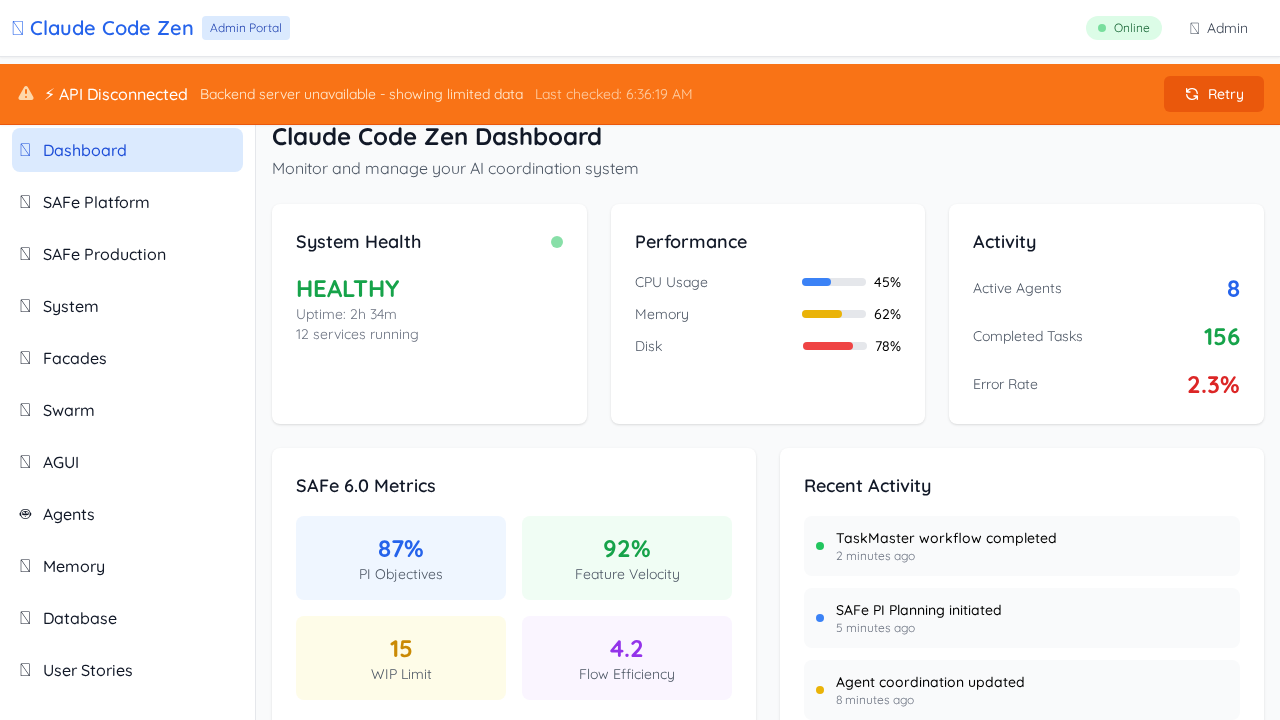 Claude Code Zen
Admin Portal
Online
Admin
⚡ API Disconnected
Backend server unavailable - showing limited data
Last checked: 6:36:19 AM
Retry
Dashboard
SAFe Platform
SAFe Production
System
Facades
Swarm
AGUI
Agents
Memory
Database
User Stories
Claude Code Zen Dashboard
Monitor and manage your AI coordination system
System Health
HEALTHY
Uptime: 2h 34m
12 services running
Performance
CPU Usage 45%
Memory 62%
Disk 78%
Activity
Active Agents 8
Completed Tasks 156
Error Rate 2.3%
SAFe 6.0 Metrics
87%
PI Objectives
92%
Feature Velocity
15
WIP Limit
4.2
Flow Efficiency
Recent Activity
TaskMaster workflow completed
2 minutes ago
SAFe PI Planning initiated
5 minutes ago
Agent coordination updated
8 minutes ago